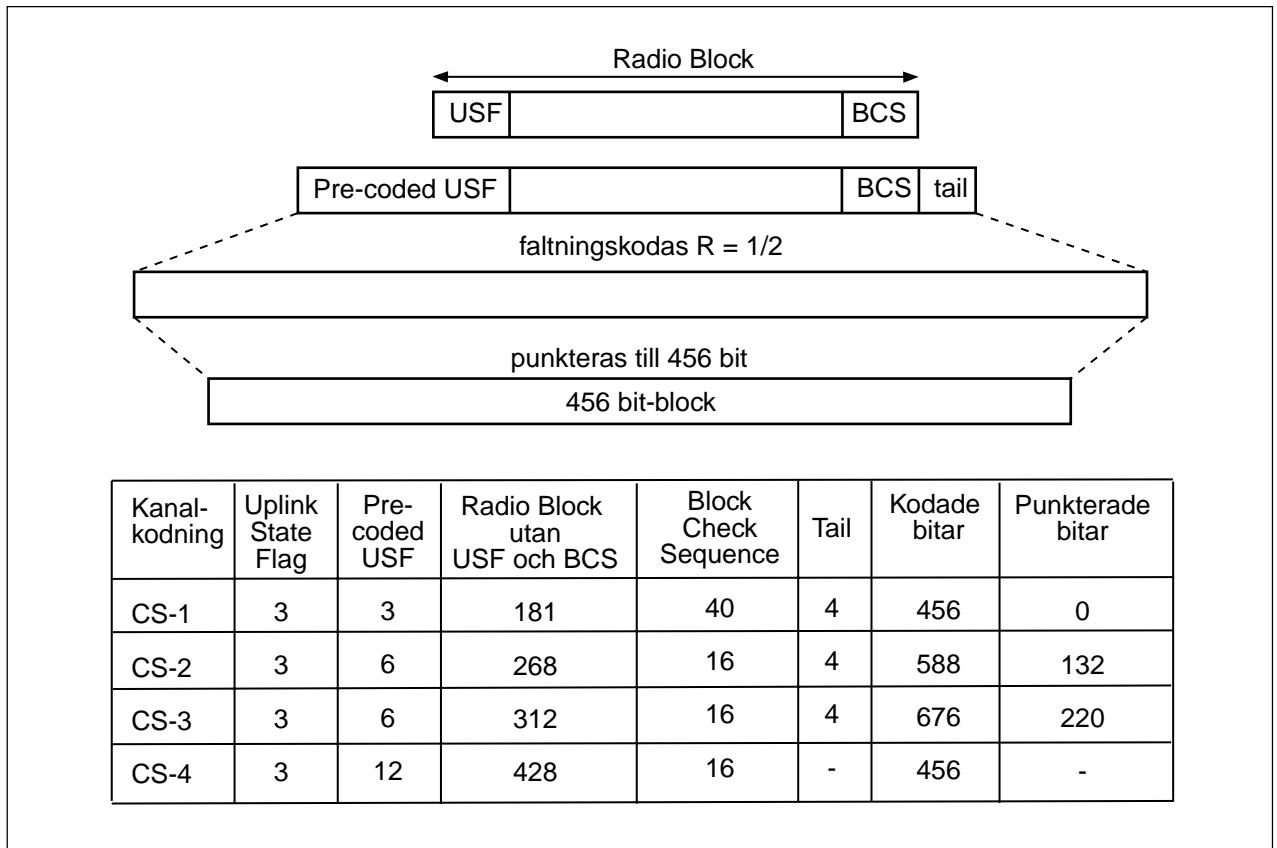 Radio Block
USF BCS
Pre-coded USF BCS tail
faltningskodas R = 1/2
punkteras till 456 bit
456 bit-block
Kanal-kodning Uplink State Flag Pre-coded USF Radio Block utan USF och BCS Block Check Sequence Tail Kodade bitar Punkterade bitar
CS-1 3 3 181 40 4 456 0
CS-2 3 6 268 16 4 588 132
CS-3 3 6 312 16 4 676 220
CS-4 3 12 428 16 - 456 -